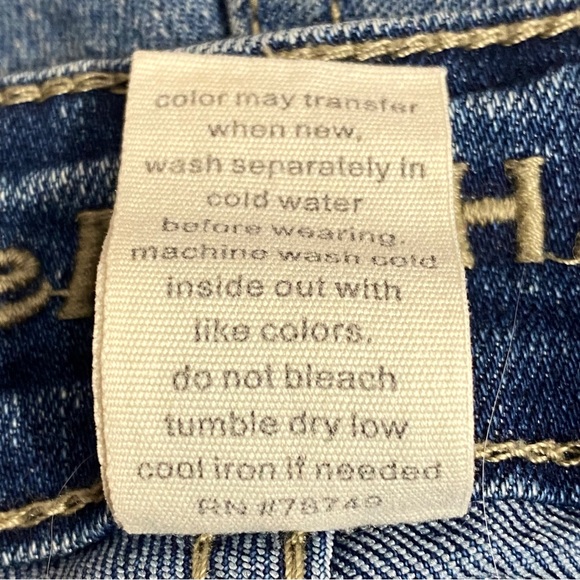 color may transfer
when new,
wash separately in
cold water
before wearing.
machine wash cold
inside out with
like colors.
do not bleach
tumble dry low
cool iron if needed
RN #78749
e
H